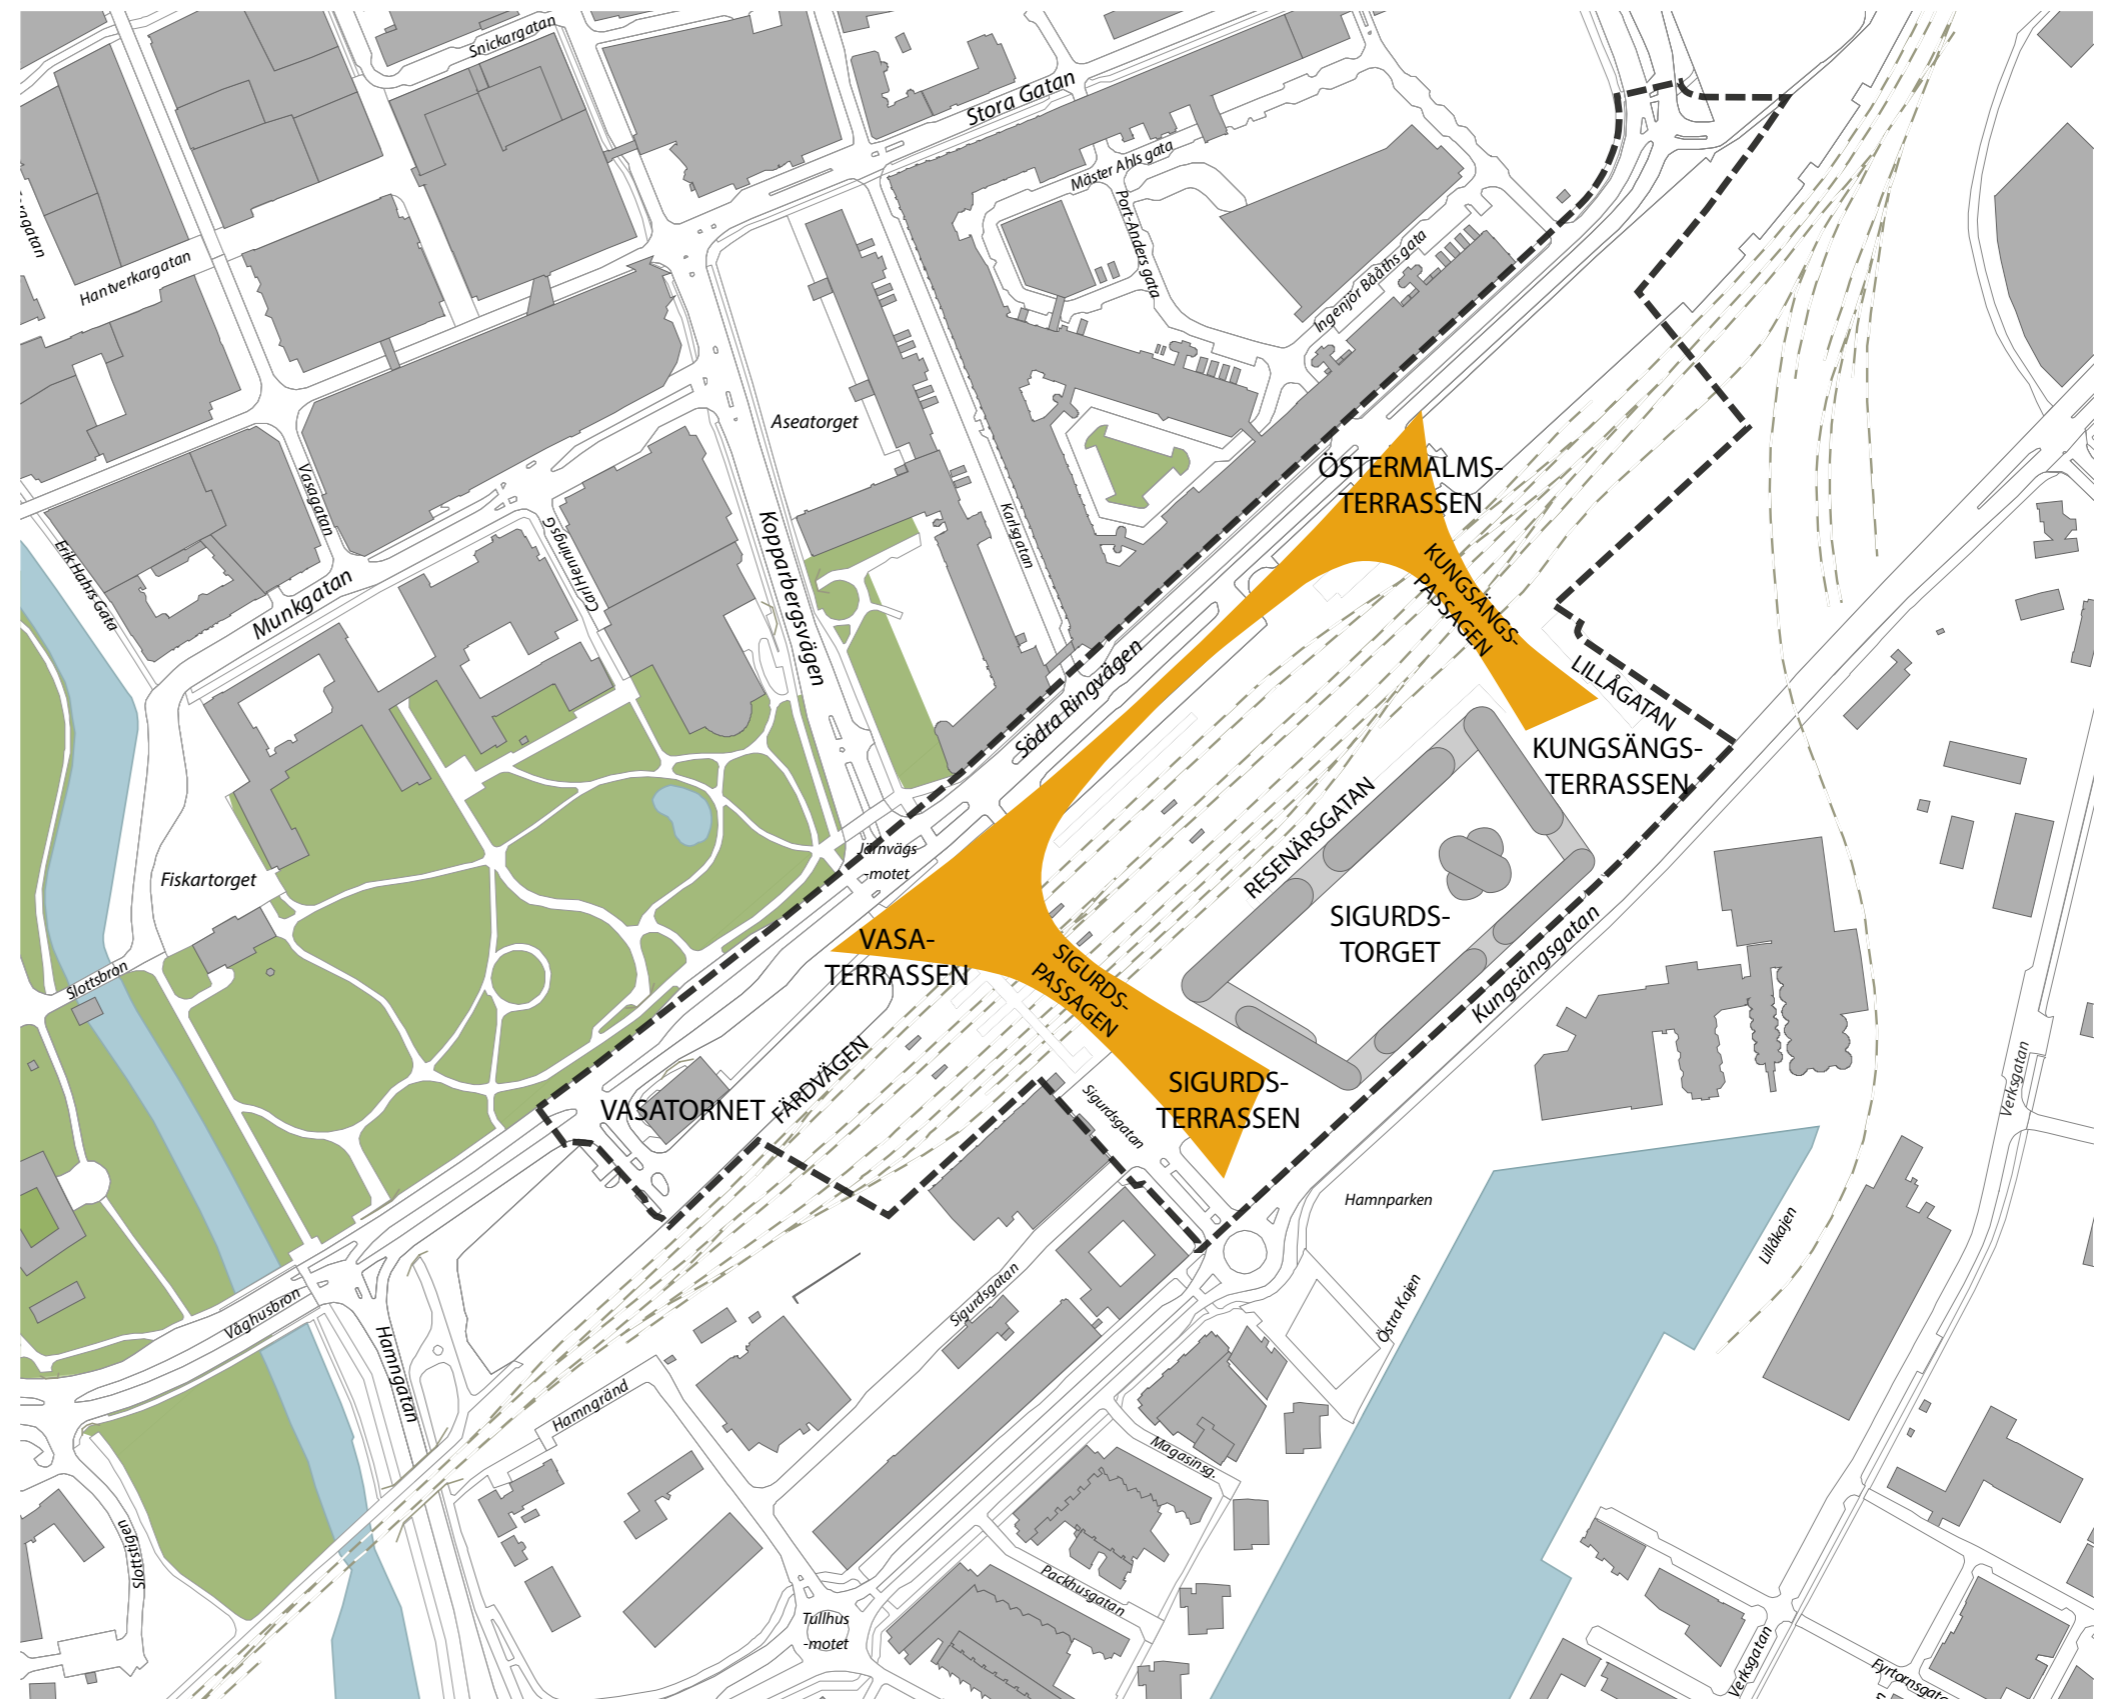 Snickargatan
Stora Gatan
Mäster Ahls gata
Port-Anders gata
Hantverkargatan
Ingenjör Bååths gata
Aseatorget
Vasagatan
ÖSTERMALMS-
TERRASSEN
Karlsgatan
Carl HenningsG
Kopparbergsvägen
Erik Hahrs Gata
Munkgatan
KUNGSÄNGS-
PASSAGEN
Södra Ringvägen
LILLÅGATAN
KUNGSÄNGS-
TERRASSEN
Järnvägs
-motet
RESENÄRSGATAN
Fiskartorget
SIGURDS-
TORGET
VASA-
TERRASSEN
SIGURDS-
PASSAGEN
Kungsängsgatan
Slottsbron
FÄRDVÄGEN
VASATORNET
SIGURDS-
TERRASSEN
Sigurdsgatan
Verksgatan
Hamnparken
Lillåkajen
Östra Kajen
Sigurdsgatan
Våghusbron
Hamngatan
Hamngränd
Magasinsg.
Slottstigen
Packhusgatan
Tullhus
-motet
Verksgatan